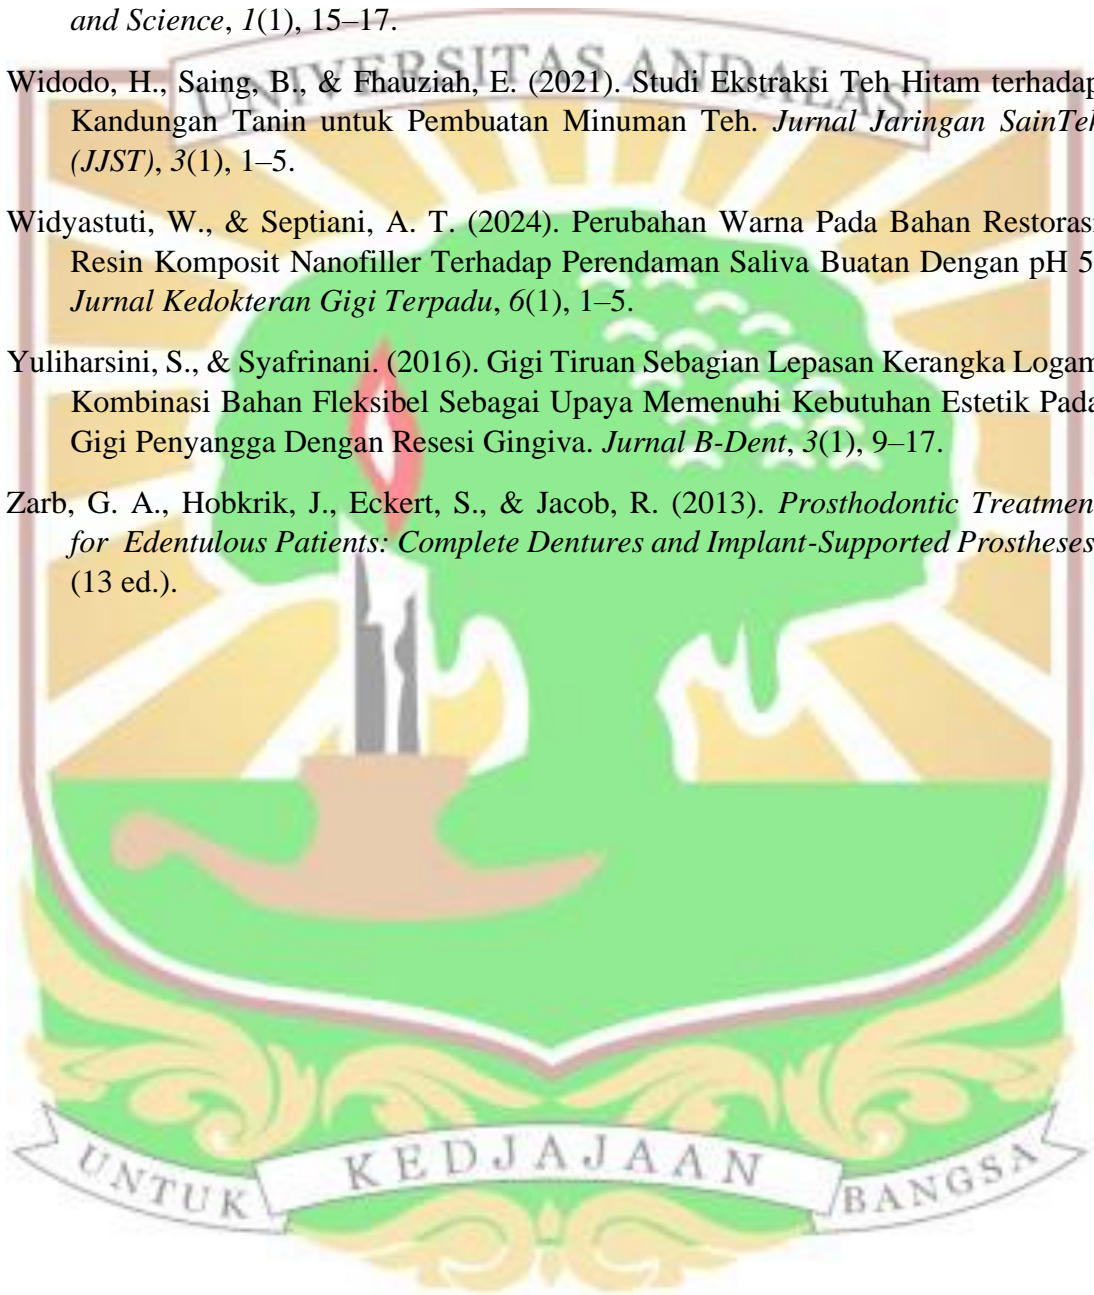 and Science, 1(1), 15–17.
UNIVERSITAS ANDALAS
Widodo, H., Saing, B., & Fhauziah, E. (2021). Studi Ekstraksi Teh Hitam terhadap
Kandungan Tanin untuk Pembuatan Minuman Teh. Jurnal Jaringan SainTek
(JJST), 3(1), 1–5.
Widyastuti, W., & Septiani, A. T. (2024). Perubahan Warna Pada Bahan Restorasi
Resin Komposit Nanofiller Terhadap Perendaman Saliva Buatan Dengan pH 5
Jurnal Kedokteran Gigi Terpadu, 6(1), 1–5.
Yuliharsini, S., & Syafrinani. (2016). Gigi Tiruan Sebagian Lepasan Kerangka Logam
Kombinasi Bahan Fleksibel Sebagai Upaya Memenuhi Kebutuhan Estetik Pada
Gigi Penyangga Dengan Resesi Gingiva. Jurnal B-Dent, 3(1), 9–17.
Zarb, G. A., Hobkrik, J., Eckert, S., & Jacob, R. (2013). Prosthodontic Treatment
for Edentulous Patients: Complete Dentures and Implant-Supported Prostheses
(13 ed.).
UNTUK KEDJAJAAN BANGSA